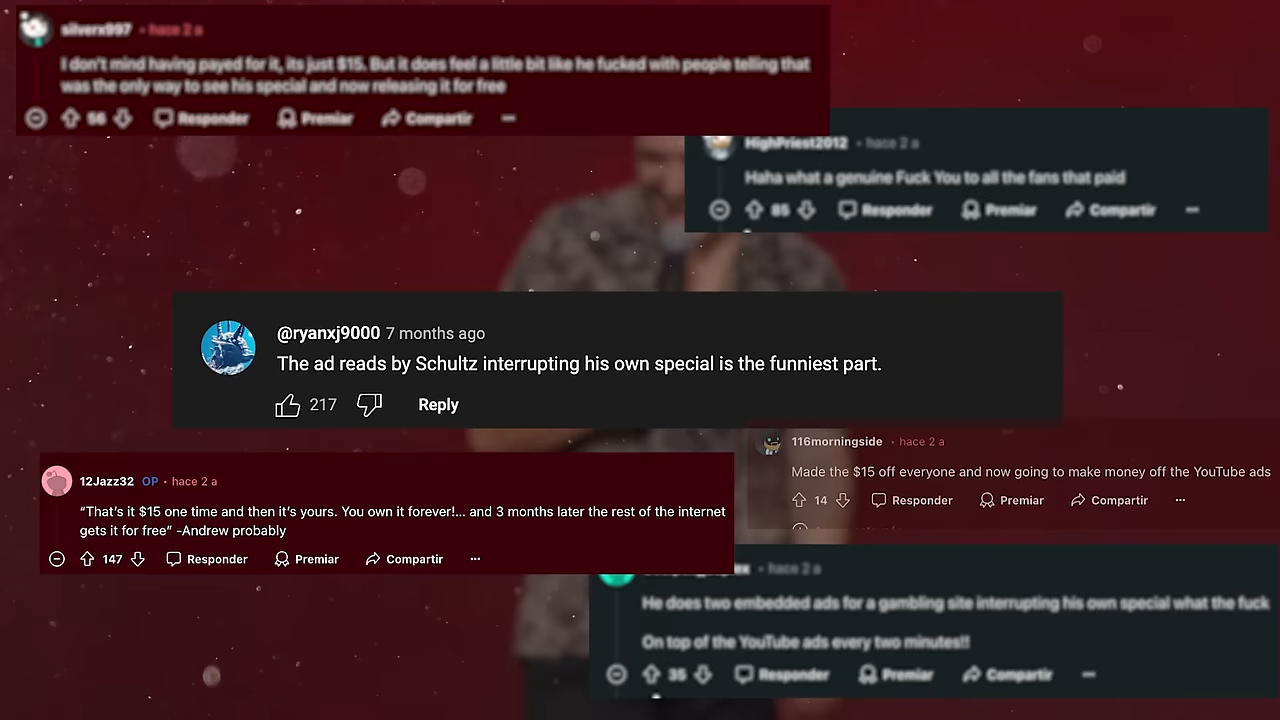 silverx997 • hace 2 a
I don't mind having payed for it, its just $15. But it does feel a little bit like he fucked with people telling that
was the only way to see his special and now releasing it for free
56 Responder Premiar Compartir ...
HighPriest2012 • hace 2 a
Haha what a genuine Fuck You to all the fans that paid
85 Responder Premiar Compartir ...
@ryanxj9000 7 months ago
The ad reads by Schultz interrupting his own special is the funniest part.
217 Reply
116morningside • hace 2 a
Made the $15 off everyone and now going to make money off the YouTube ads
14 Responder Premiar Compartir ...
12Jazz32 OP • hace 2 a
“That’s it $15 one time and then it’s yours. You own it forever!... and 3 months later the rest of the internet
gets it for free” -Andrew probably
147 Responder Premiar Compartir ...
• hace 2 a
He does two embedded ads for a gambling site interrupting his own special what the fuck
On top of the YouTube ads every two minutes!!
35 Responder Premiar Compartir ...